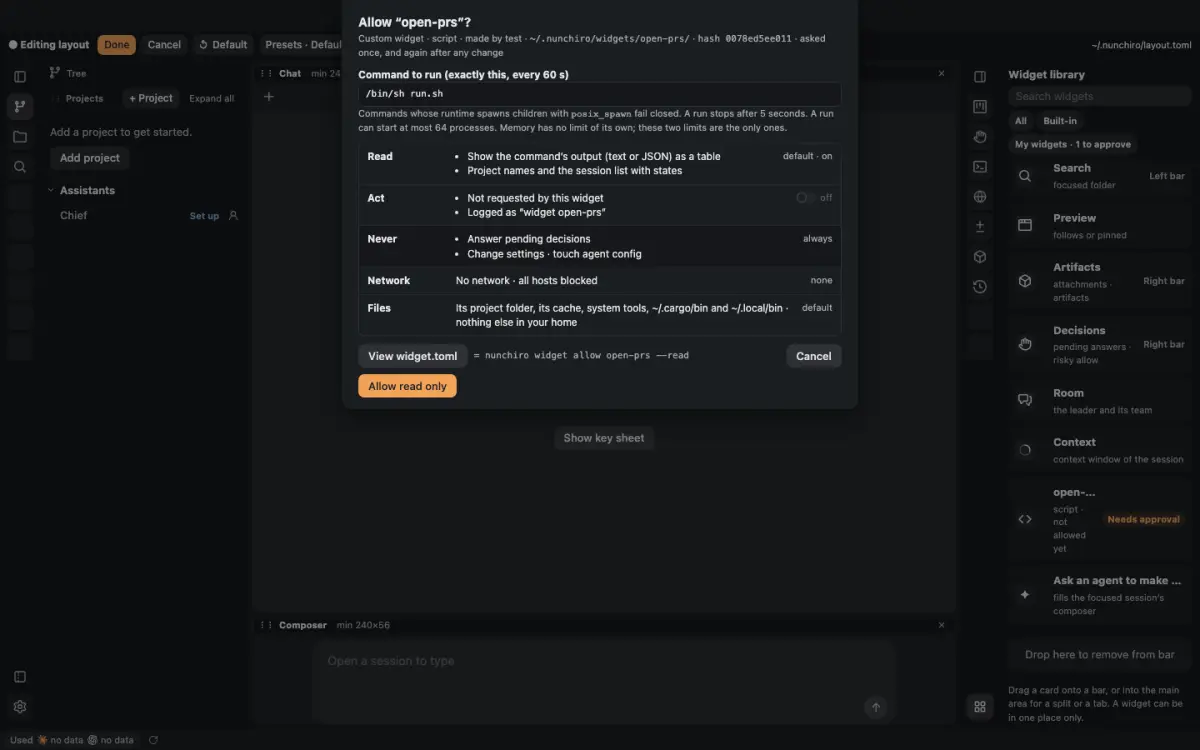 Allow “open-prs”?
Custom widget · script · made by test · ~/.nunchiro/widgets/open-prs/ · hash 0078ed5ee011 · asked
once, and again after any change
Command to run (exactly this, every 60 s)
/bin/sh run.sh
Commands whose runtime spawns children with posix_spawn fail closed. A run stops after 5 seconds. A run
can start at most 64 processes. Memory has no limit of its own; these two limits are the only ones.
Read
• Show the command's output (text or JSON) as a table
• Project names and the session list with states
default · on
Act
• Not requested by this widget
• Logged as “widget open-prs”
off
Never
• Answer pending decisions
• Change settings · touch agent config
always
Network
No network · all hosts blocked
none
Files
Its project folder, its cache, system tools, ~/.cargo/bin and ~/.local/bin ·
nothing else in your home
default
View widget.toml
= nunchiro widget allow open-prs --read
Cancel
Allow read only
Editing layout
Done
Cancel
Default
Presets · Defaul
~/.nunchiro/layout.toml
Tree
Projects
+ Project
Expand all
Add a project to get started.
Add project
Assistants
Chief
Set up
Chat
min 24
Show key sheet
Composer
min 240×56
Open a session to type
Widget library
Search widgets
All
Built-in
My widgets · 1 to approve
Search
focused folder
Left bar
Preview
follows or pinned
Artifacts
attachments ·
artifacts
Right bar
Decisions
pending answers ·
risky allow
Right bar
Room
the leader and its team
Context
context window of the session
open-...
script ·
not
allowed
yet
Needs approval
Ask an agent to make ...
fills the focused session's
composer
Drop here to remove from bar
Drag a card onto a bar, or into the main
area for a split or a tab. A widget can be
in one place only.
Used
no data
no data